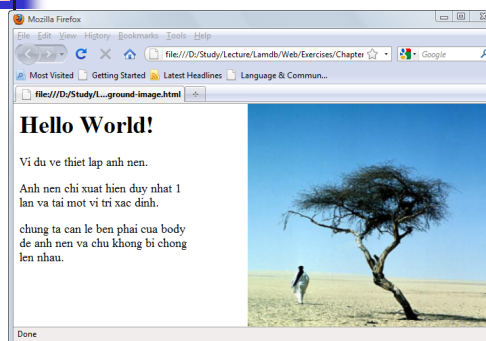 Mozilla Firefox
File Edit View History Bookmarks Tools Help
file:///D:/Study/Lecture/Lamdb/Web/Exercises/Chapter
Google
Most Visited Getting Started Latest Headlines Language & Commun...
file:///D:/Study/L...ground-image.html
Hello World!
Vi du ve thiet lap anh nen.
Anh nen chi xuat hien duy nhat 1
lan va tai mot vi tri xac dinh.
chung ta can le ben phai cua body
de anh nen va chu khong bi chong
len nhau.
Done